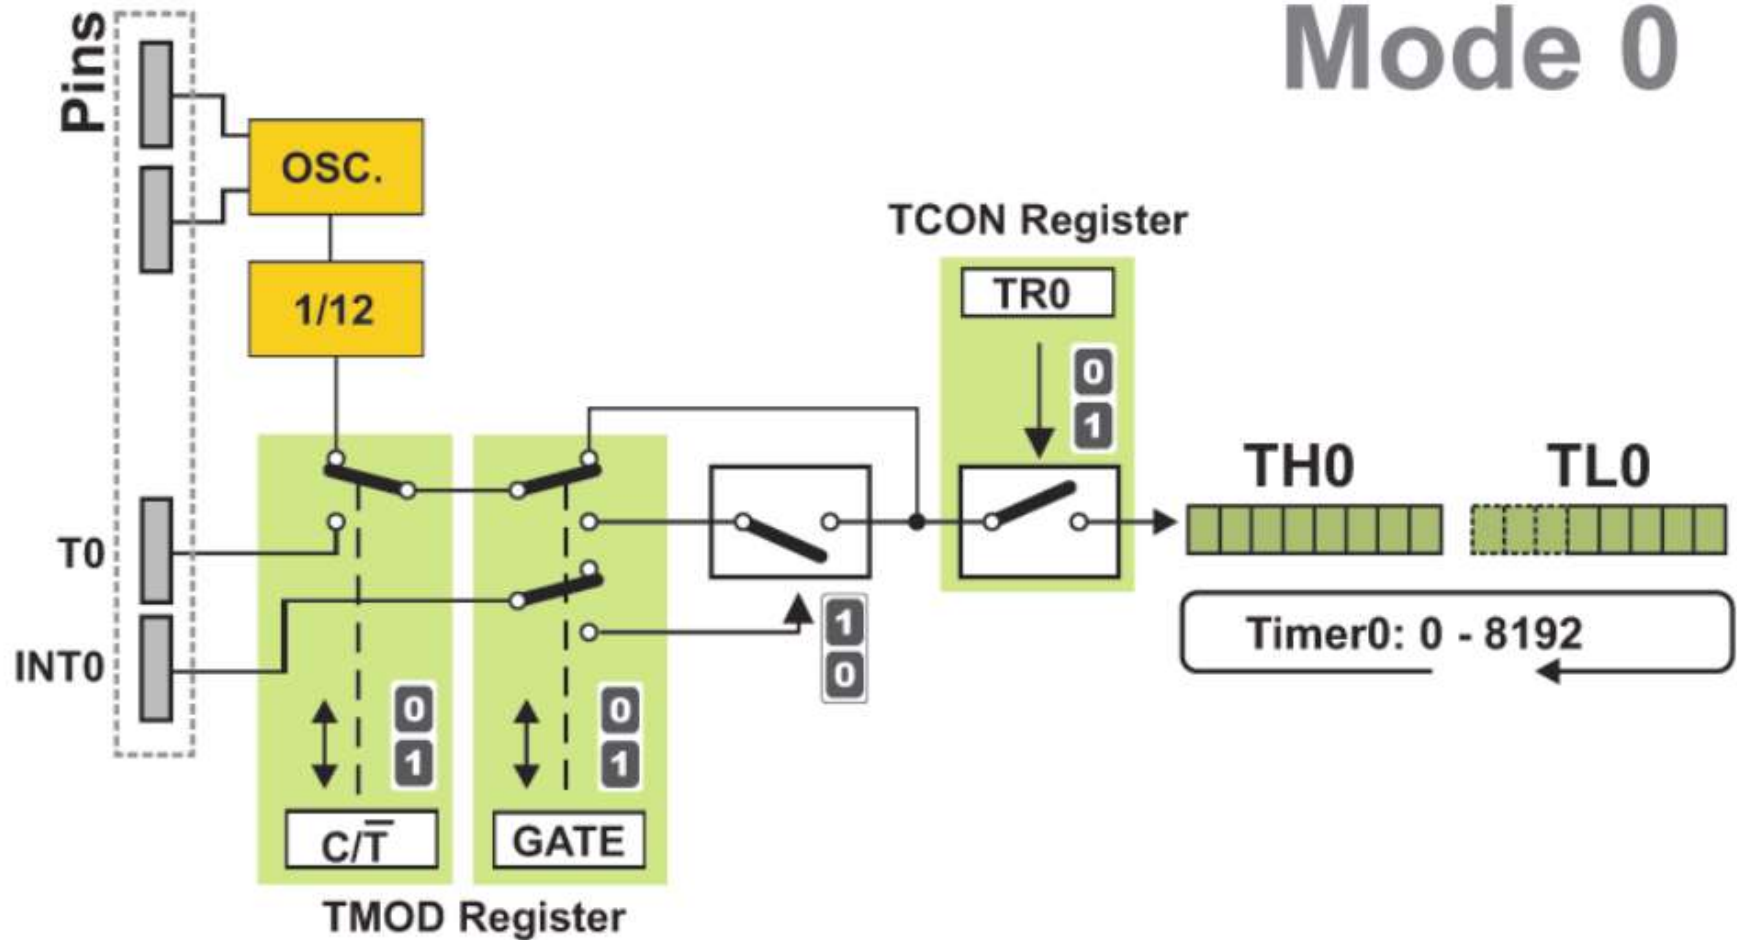 Mode 0
Pins
OSC.
1/12
TCON Register
TR0
0
1
TH0
TL0
T0
INT0
1
0
Timer0: 0 - 8192
0
1
0
1
C/T̅
GATE
TMOD Register